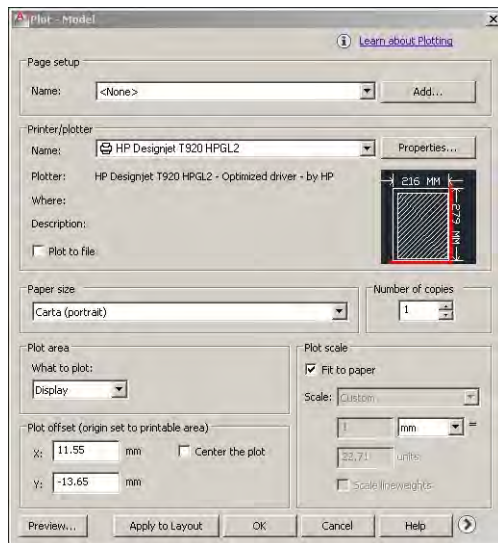 Plot - Model
Learn about Plotting
Page setup
Name: <None> Add...
Printer/plotter
Name: HP Designjet T920 HPGL2 Properties...
Plotter: HP Designjet T920 HPGL2 - Optimized driver - by HP
Where:
Description:
Plot to file
216 MM
279 MM
Paper size
Carta (portrait)
Number of copies
1
Plot area
What to plot:
Display
Plot scale
Fit to paper
Scale: Custom
1 mm =
22.71 units
Scale lineweights
Plot offset (origin set to printable area)
X: 11.55 mm Center the plot
Y: -13.65 mm
Preview... Apply to Layout OK Cancel Help